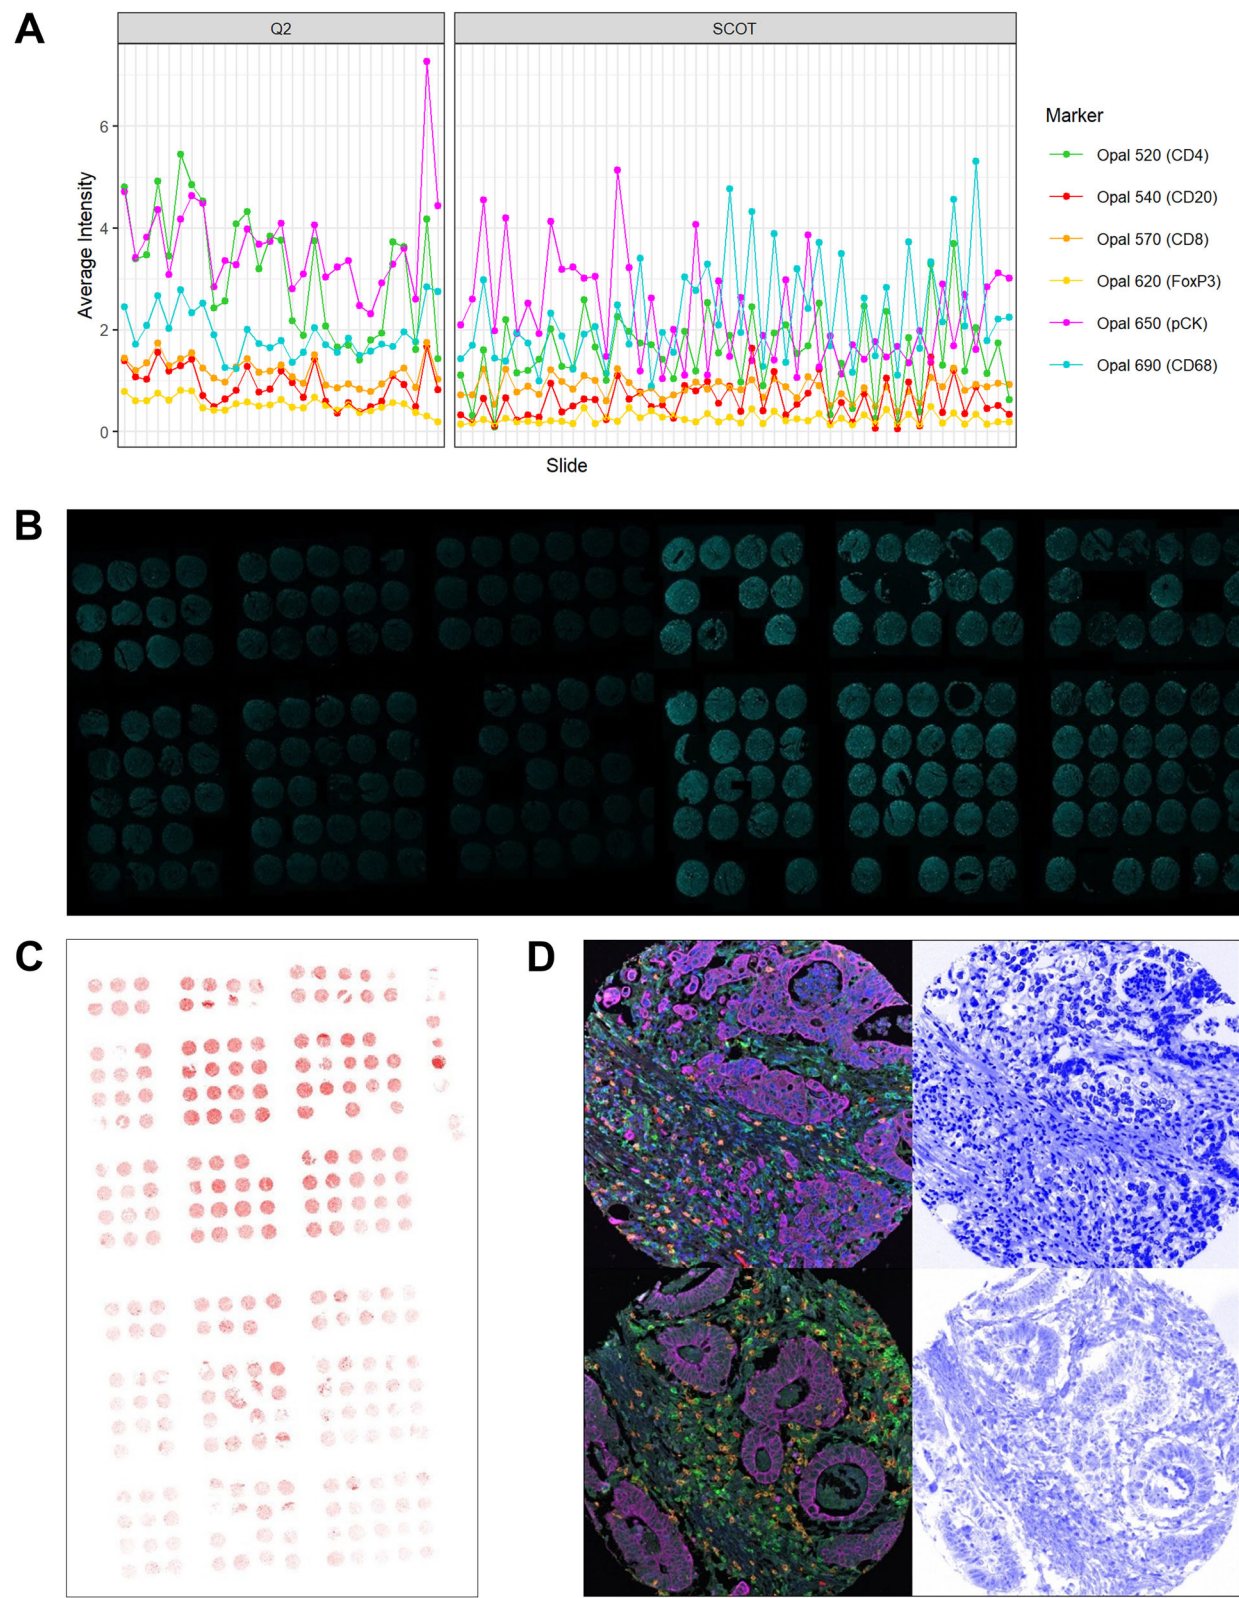 A
Q2
SCOT
6
4
2
0
Average Intensity
Slide
Marker
Opal 520 (CD4)
Opal 540 (CD20)
Opal 570 (CD8)
Opal 620 (FoxP3)
Opal 650 (pCK)
Opal 690 (CD68)
B
C
D